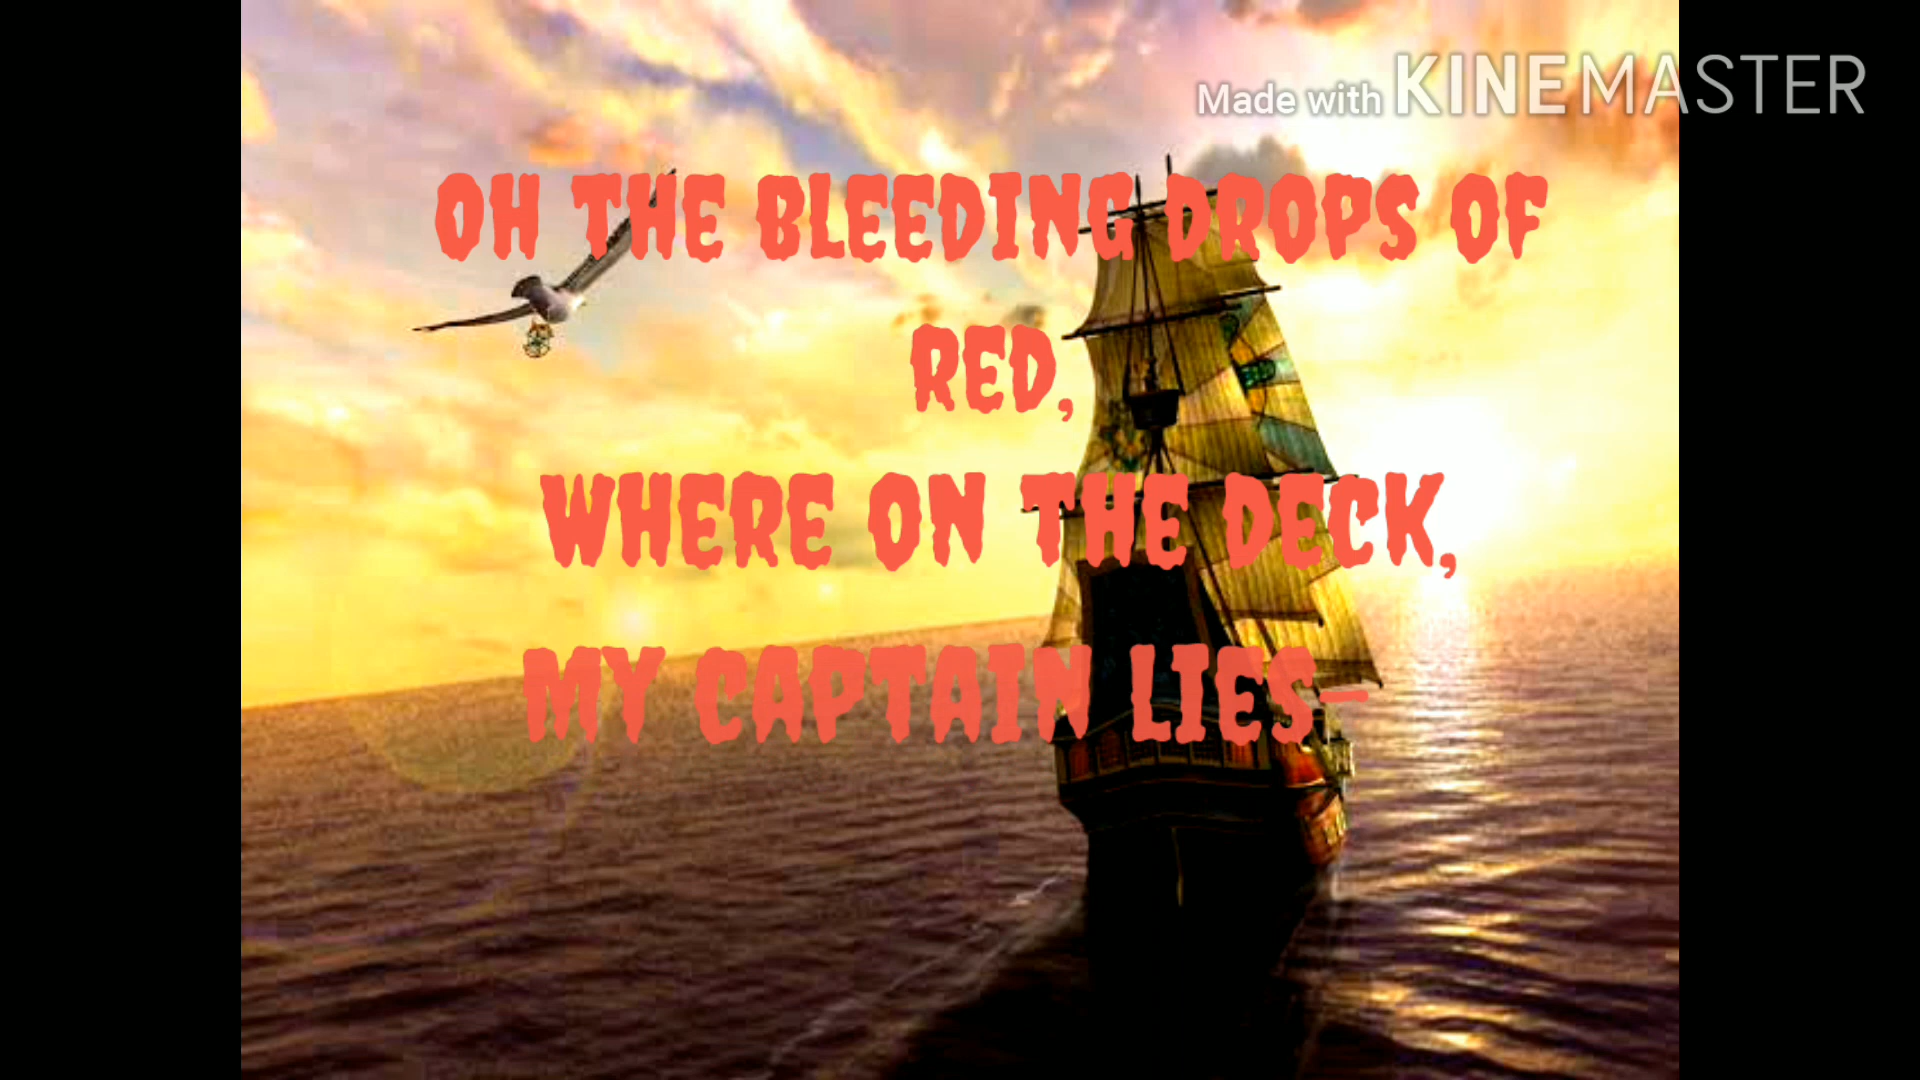 Made with KINEMASTER
OH THE BLEEDING DROPS OF
RED,
WHERE ON THE DECK,
MY CAPTAIN LIES-